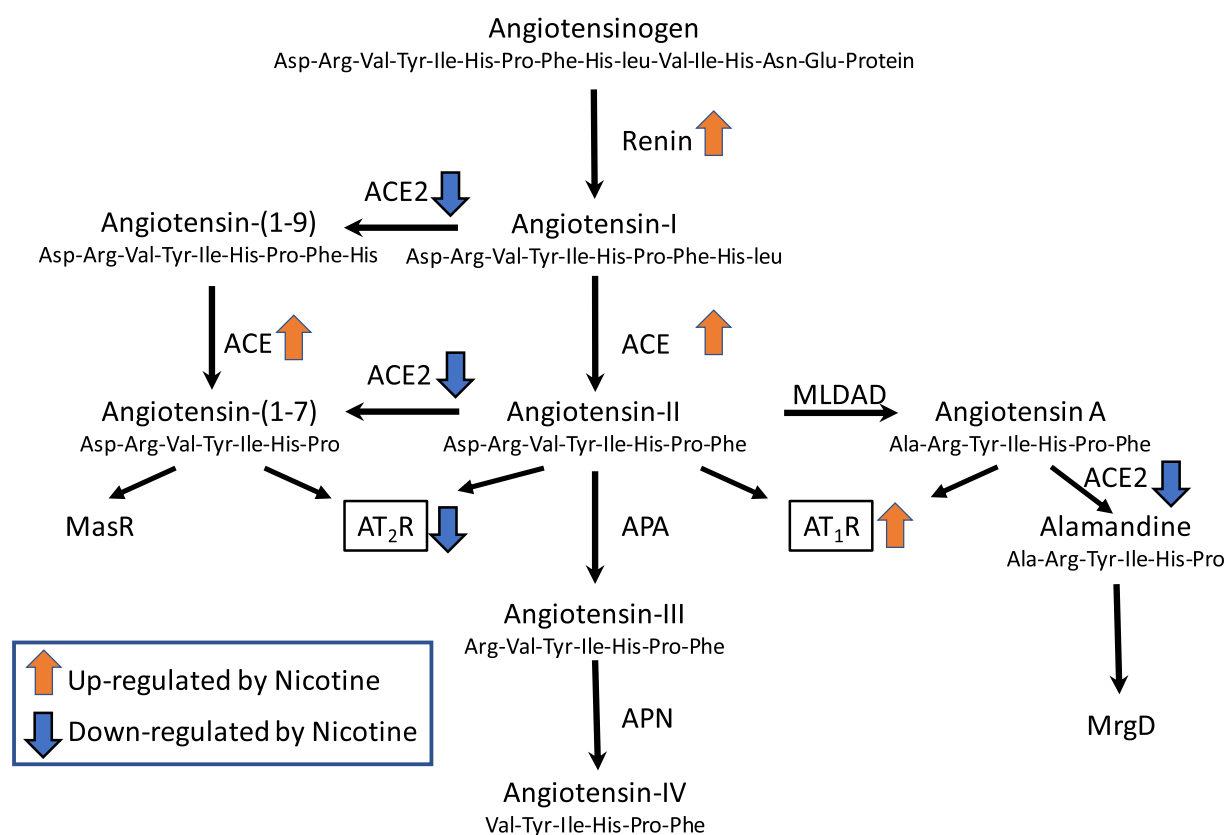 Angiotensinogen
Asp-Arg-Val-Tyr-Ile-His-Pro-Phe-His-leu-Val-Ile-His-Asn-Glu-Protein
Renin
ACE2
Angiotensin-(1-9)
Asp-Arg-Val-Tyr-Ile-His-Pro-Phe-His
Angiotensin-I
Asp-Arg-Val-Tyr-Ile-His-Pro-Phe-His-leu
ACE
ACE
ACE2
MLDAD
Angiotensin-(1-7)
Asp-Arg-Val-Tyr-Ile-His-Pro
Angiotensin-II
Asp-Arg-Val-Tyr-Ile-His-Pro-Phe
Angiotensin A
Ala-Arg-Tyr-Ile-His-Pro-Phe
ACE2
MasR
AT2R
APA
AT1R
Alamandine
Ala-Arg-Tyr-Ile-His-Pro
Angiotensin-III
Arg-Val-Tyr-Ile-His-Pro-Phe
Up-regulated by Nicotine
Down-regulated by Nicotine
APN
MrgD
Angiotensin-IV
Val-Tyr-Ile-His-Pro-Phe